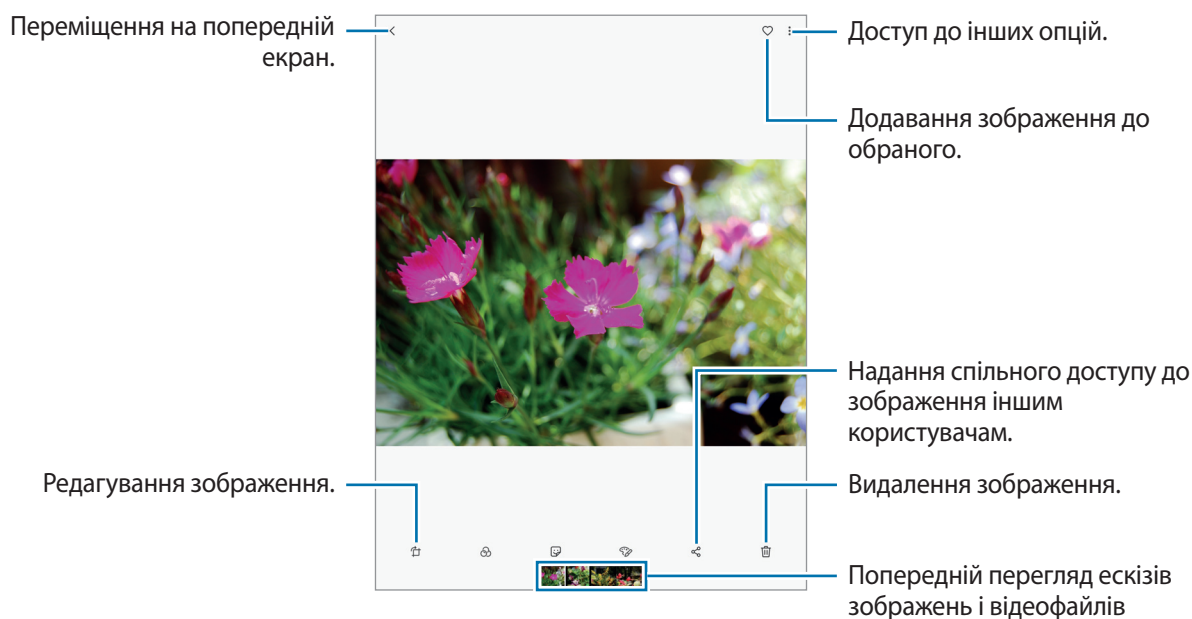 Переміщення на попередній
екран.
Доступ до інших опцій.
Додавання зображення до
обраного.
Надання спільного доступу до
зображення іншим
користувачам.
Редагування зображення.
Видалення зображення.
Попередній перегляд ескізів
зображень і відеофайлів